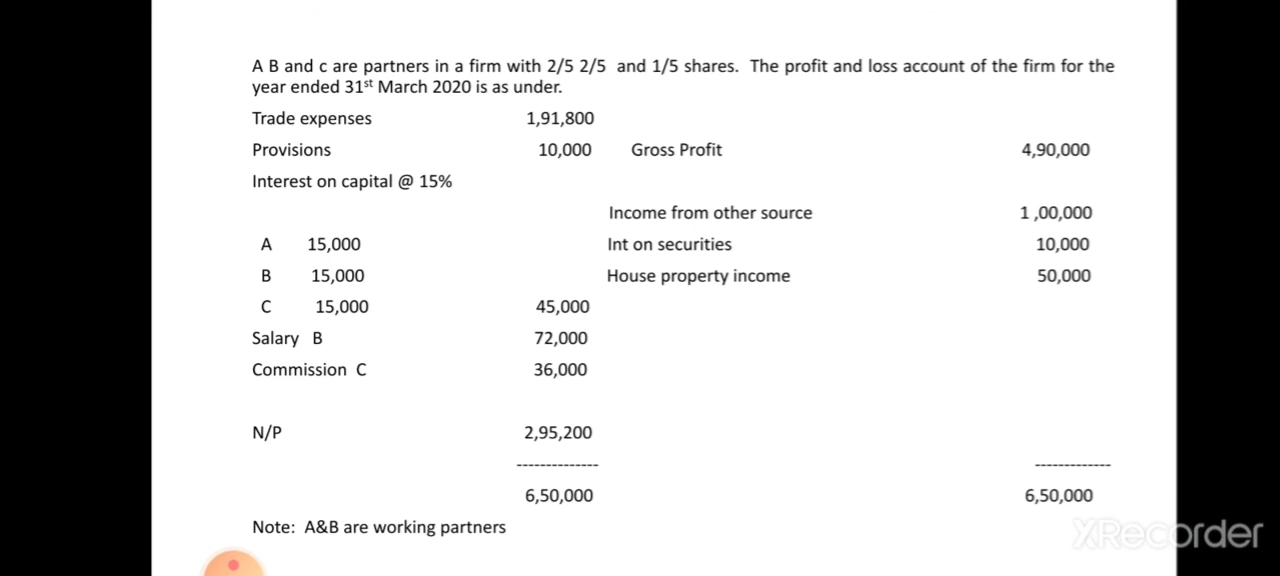 A B and c are partners in a firm with 2/5 2/5 and 1/5 shares. The profit and loss account of the firm for the
year ended 31st March 2020 is as under.
Trade expenses 1,91,800
Provisions 10,000 Gross Profit 4,90,000
Interest on capital @ 15%
Income from other source 1 ,00,000
A 15,000 Int on securities 10,000
B 15,000 House property income 50,000
C 15,000 45,000
Salary B 72,000
Commission C 36,000
N/P 2,95,200
-------------- -------------
6,50,000 6,50,000
Note: A&B are working partners
XRecorder